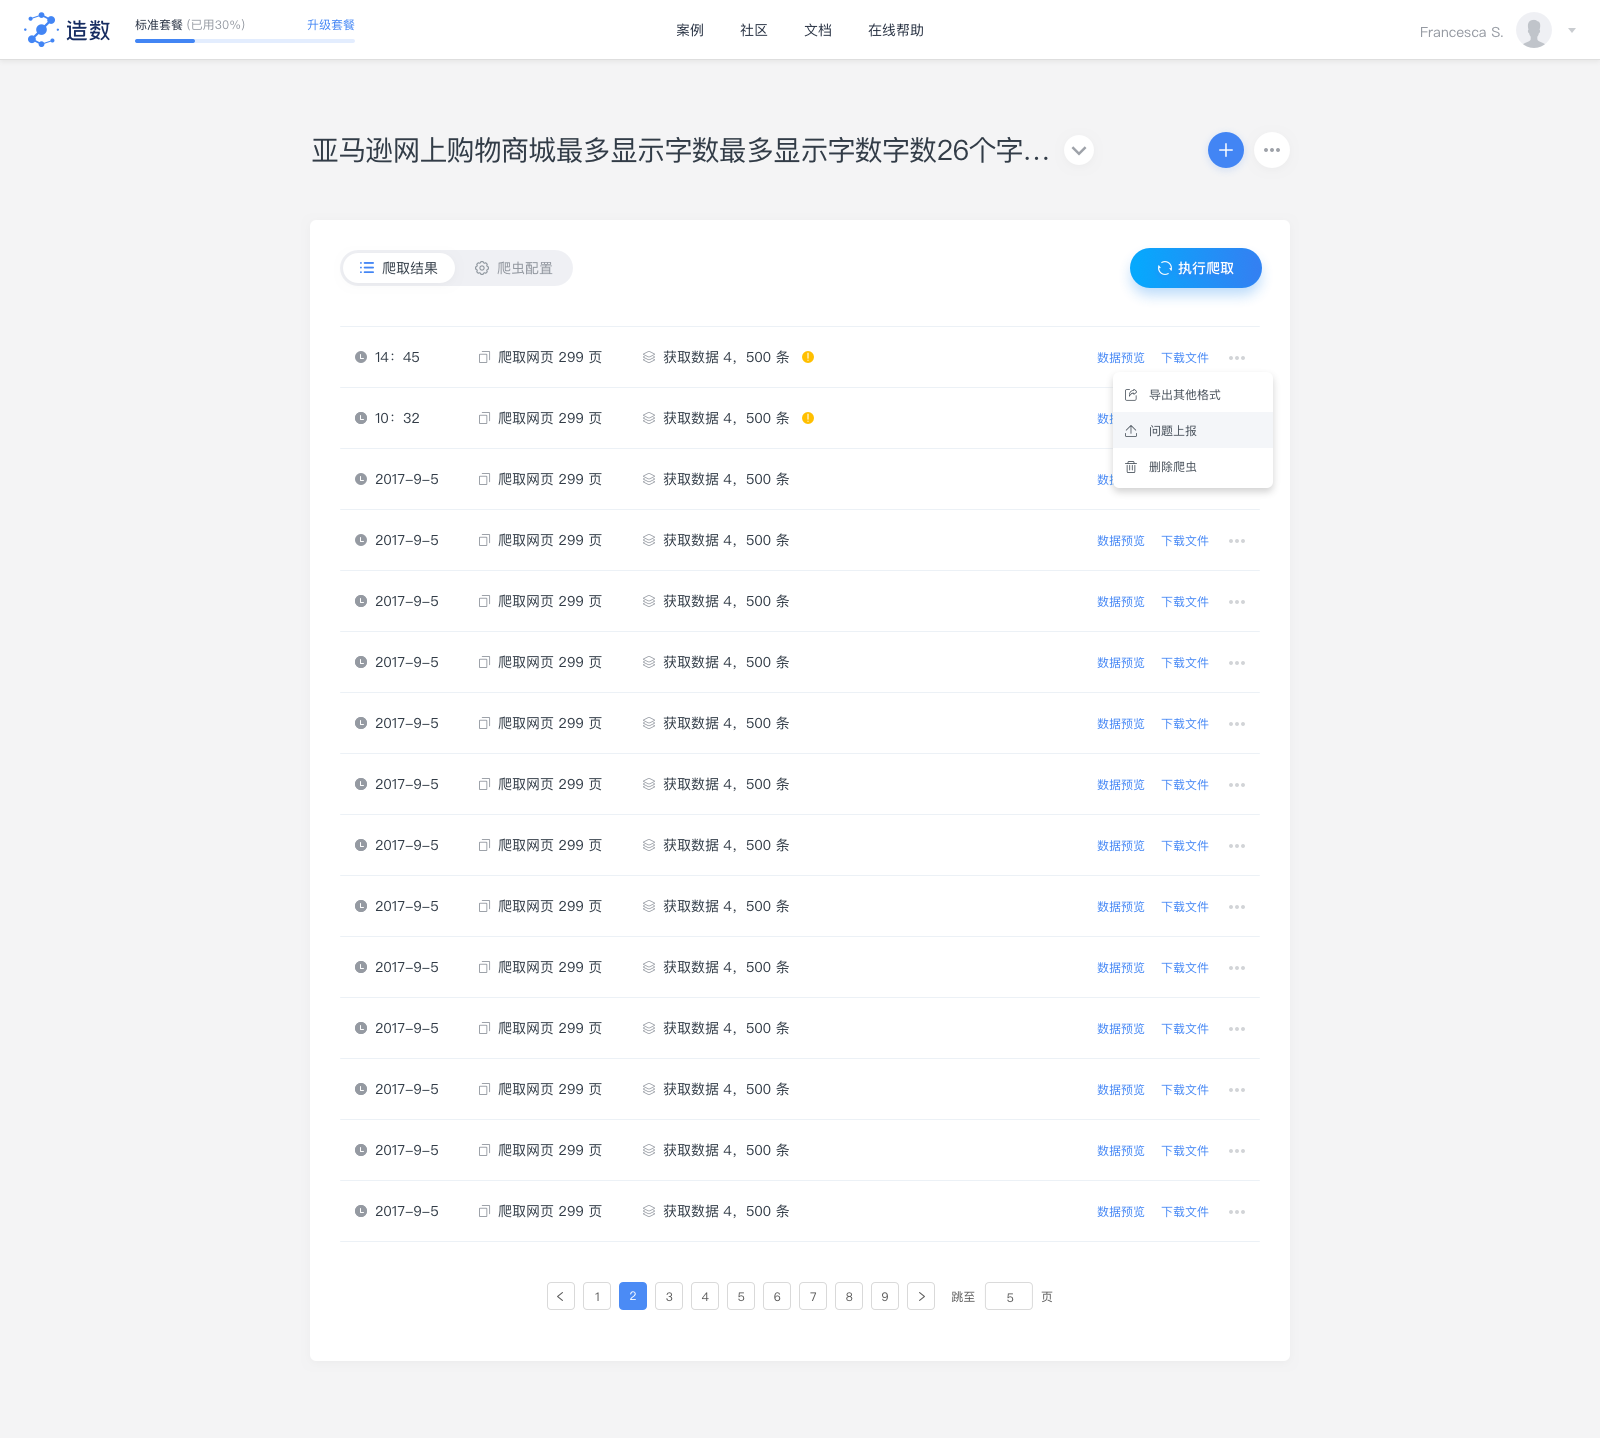 造数
标准套餐 (已用30%) 升级套餐
案例 社区 文档 在线帮助
Francesca S.
亚马逊网上购物商城最多显示字数最多显示字数字数26个字...
爬取结果 爬虫配置 执行爬取
14：45 爬取网页 299 页 获取数据 4，500 条 数据预览 下载文件
导出其他格式
10：32 爬取网页 299 页 获取数据 4，500 条 数据
问题上报
删除爬虫
2017-9-5 爬取网页 299 页 获取数据 4，500 条 数据
2017-9-5 爬取网页 299 页 获取数据 4，500 条 数据预览 下载文件
2017-9-5 爬取网页 299 页 获取数据 4，500 条 数据预览 下载文件
2017-9-5 爬取网页 299 页 获取数据 4，500 条 数据预览 下载文件
2017-9-5 爬取网页 299 页 获取数据 4，500 条 数据预览 下载文件
2017-9-5 爬取网页 299 页 获取数据 4，500 条 数据预览 下载文件
2017-9-5 爬取网页 299 页 获取数据 4，500 条 数据预览 下载文件
2017-9-5 爬取网页 299 页 获取数据 4，500 条 数据预览 下载文件
2017-9-5 爬取网页 299 页 获取数据 4，500 条 数据预览 下载文件
2017-9-5 爬取网页 299 页 获取数据 4，500 条 数据预览 下载文件
2017-9-5 爬取网页 299 页 获取数据 4，500 条 数据预览 下载文件
2017-9-5 爬取网页 299 页 获取数据 4，500 条 数据预览 下载文件
2017-9-5 爬取网页 299 页 获取数据 4，500 条 数据预览 下载文件
< 1 2 3 4 5 6 7 8 9 > 跳至 5 页